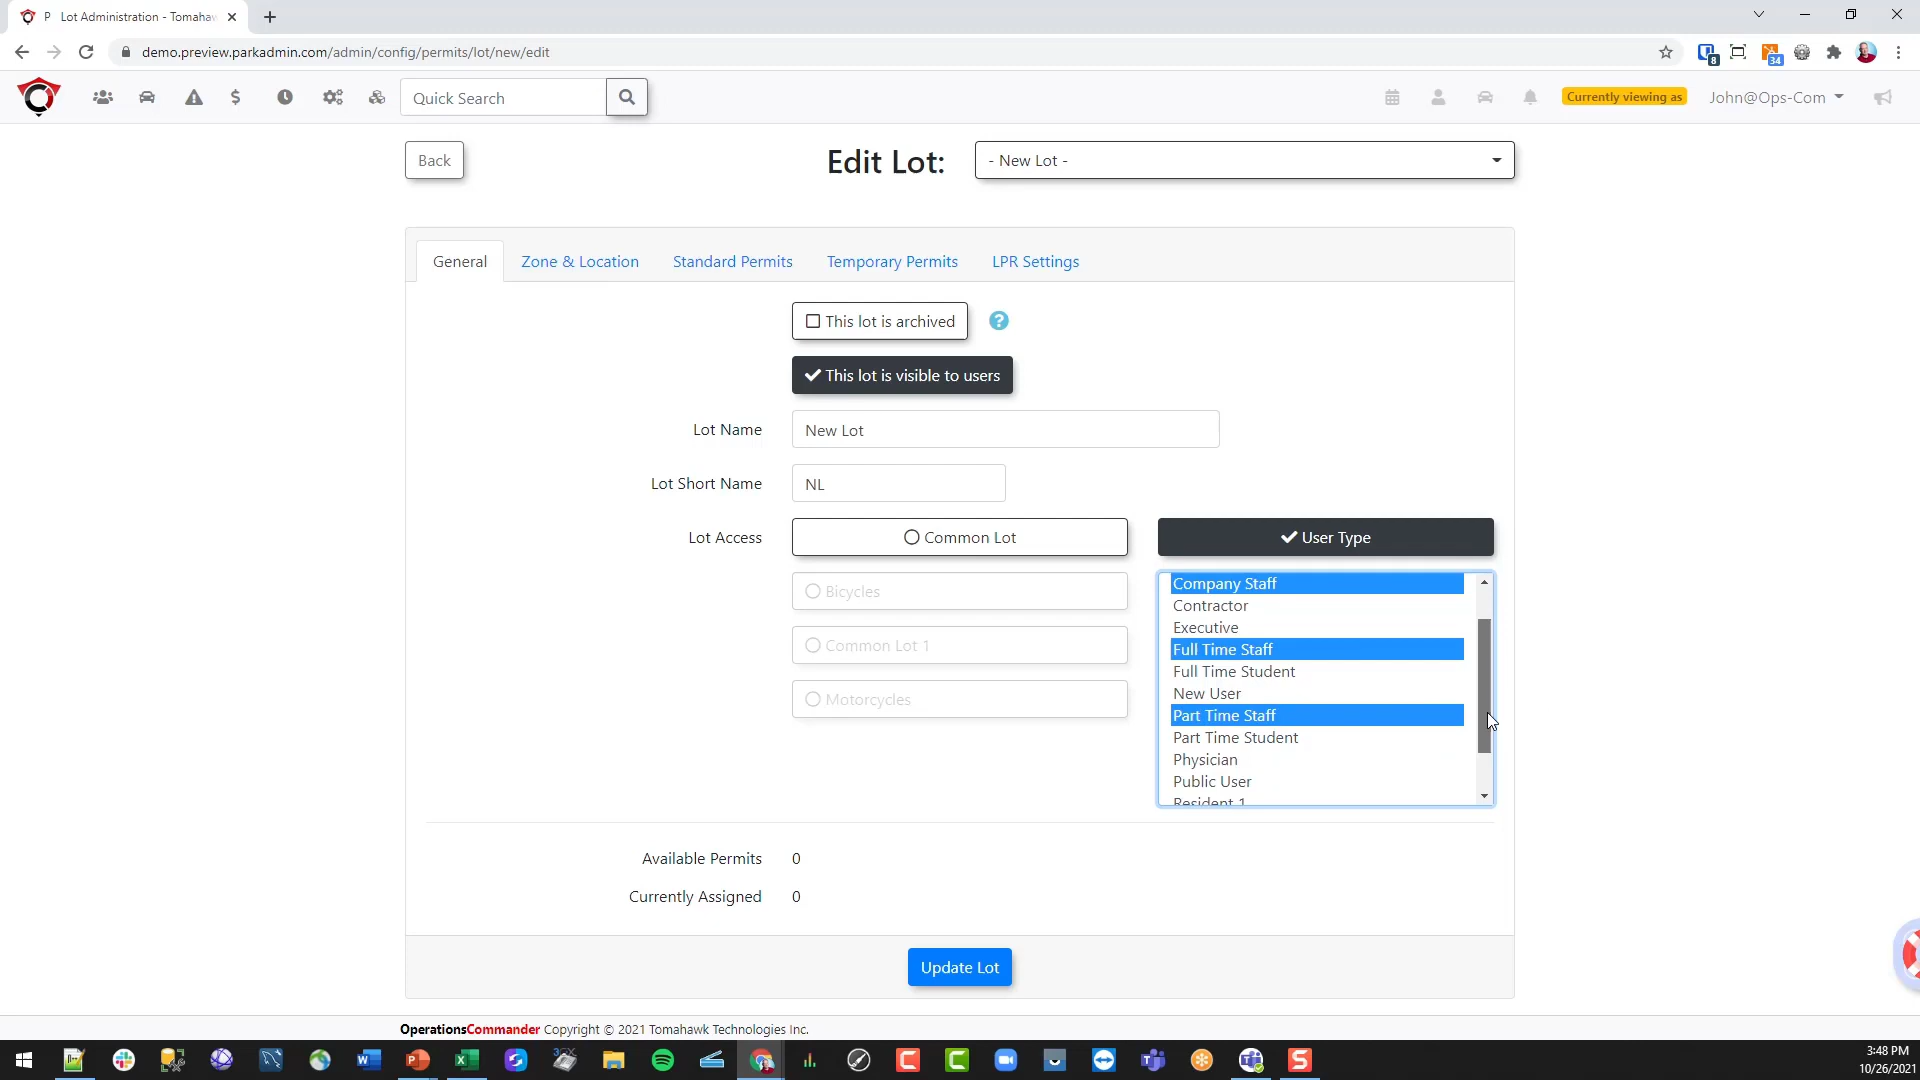 P Lot Administration - Tomahaw
demo.preview.parkadmin.com/admin/config/permits/lot/new/edit
8
34
Quick Search
Currently viewing as
John@Ops-Com
Back
Edit Lot:
- New Lot -
General
Zone & Location
Standard Permits
Temporary Permits
LPR Settings
This lot is archived
?
This lot is visible to users
Lot Name
New Lot
Lot Short Name
NL
Lot Access
Common Lot
User Type
Bicycles
Common Lot 1
Motorcycles
Company Staff
Contractor
Executive
Full Time Staff
Full Time Student
New User
Part Time Staff
Part Time Student
Physician
Public User
Resident 1
Available Permits 0
Currently Assigned 0
Update Lot
OperationsCommander Copyright © 2021 Tomahawk Technologies Inc.
3:48 PM
10/26/2021